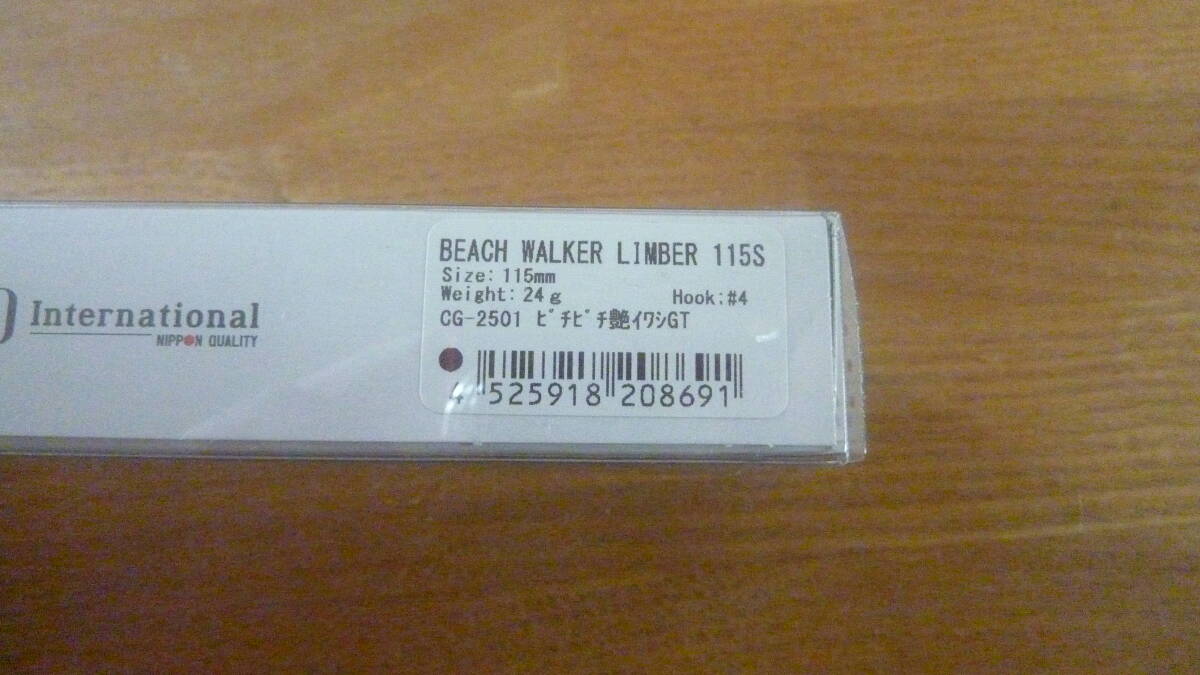 International
NIPPON QUALITY
BEACH WALKER LIMBER 115S
Size: 115mm
Weight: 24g Hook:#4
CG-2501 ﾋﾟﾁﾋﾟﾁ艶ｲﾜｼGT
4 525918 208691